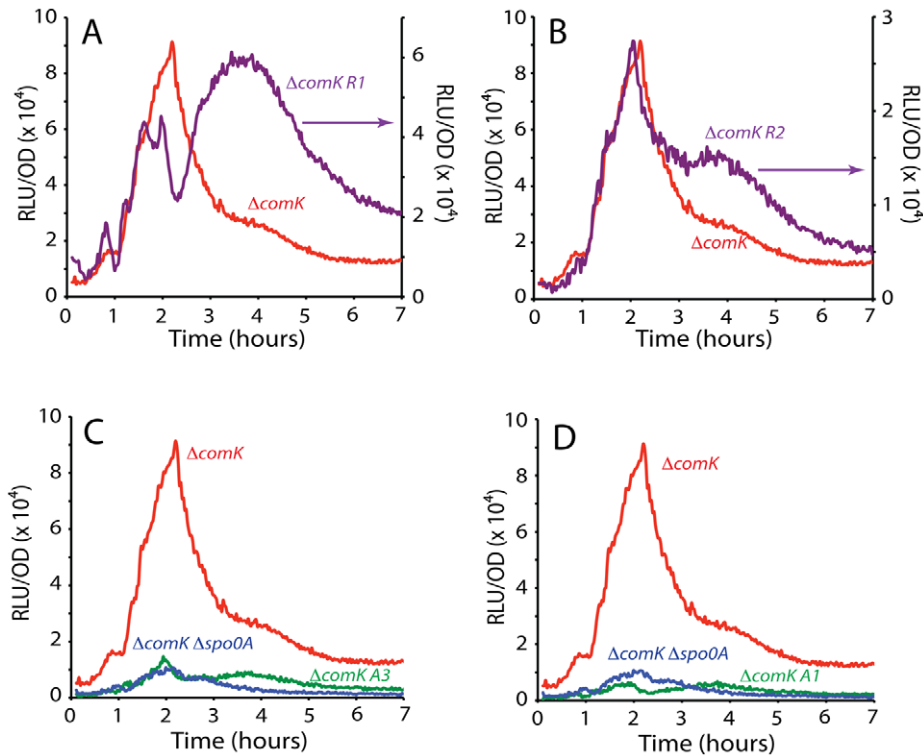 A
ΔcomK R1
ΔcomK
RLU/OD (x 10⁴)
RLU/OD (x 10⁴)
10
8
6
4
2
0
6
4
2
0
0 1 2 3 4 5 6 7
Time (hours)
B
ΔcomK R2
ΔcomK
RLU/OD (x 10⁴)
RLU/OD (x 10⁴)
10
8
6
4
2
0
3
2
1
0
0 1 2 3 4 5 6 7
Time (hours)
C
ΔcomK
ΔcomK Δspo0A
ΔcomK A3
RLU/OD (x 10⁴)
10
8
6
4
2
0
0 1 2 3 4 5 6 7
Time (hours)
D
ΔcomK
ΔcomK Δspo0A
ΔcomK A1
RLU/OD (x 10⁴)
10
8
6
4
2
0
0 1 2 3 4 5 6 7
Time (hours)